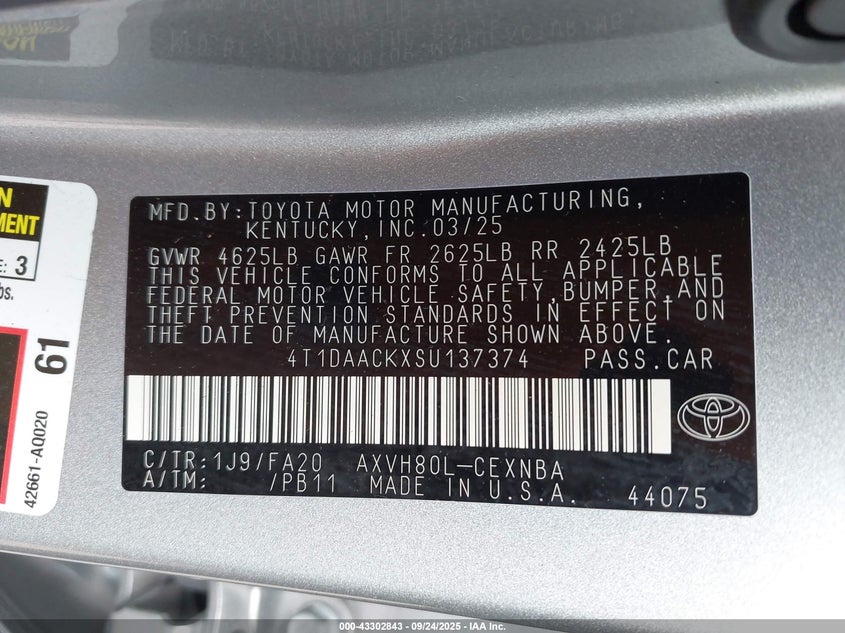 MFD.BY:TOYOTA MOTOR MANUFACTURING,
KENTUCKY,INC.03/25
GVWR 4625LB GAWR FR 2625LB RR 2425LB
THIS VEHICLE CONFORMS TO ALL APPLICABLE
FEDERAL MOTOR VEHICLE SAFETY,BUMPER,AND
THEFT PREVENTION STANDARDS IN EFFECT ON
THE DATE OF MANUFACTURE SHOWN ABOVE.
4T1DAACKXSU137374 PASS.CAR
C/TR:1J9/FA20 AXVH80L-CEXNBA
A/TM: /PB11 MADE IN U.S.A. 44075
3
61
42661-AQ020
000-43302843 - 09/24/2025 - IAA Inc.